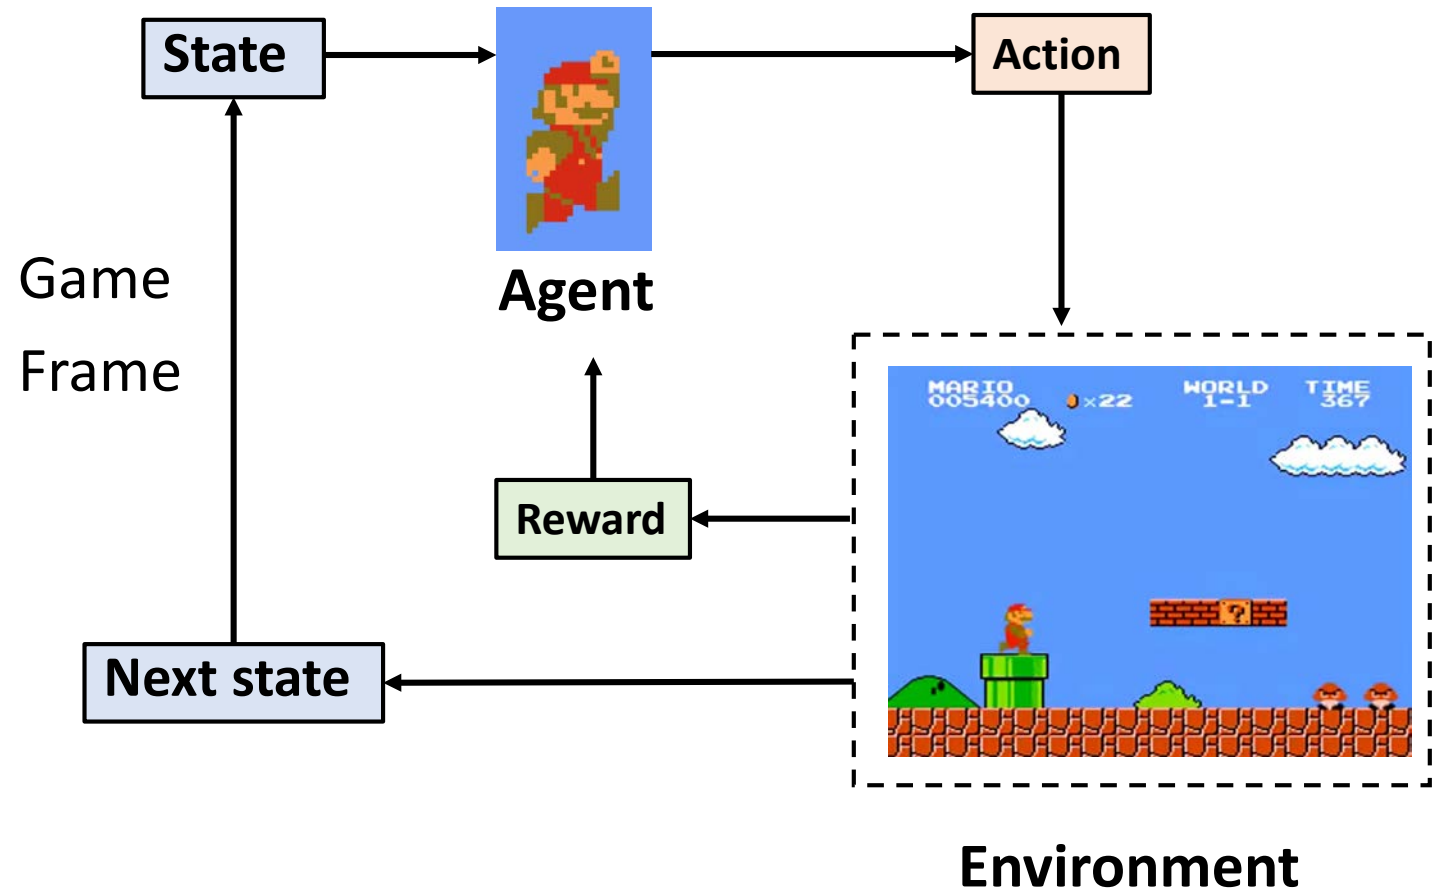 State
Action
Agent
Game
Frame
MARIO WORLD TIME
005400 ×22 1-1 367
Reward
?
Next state
Environment